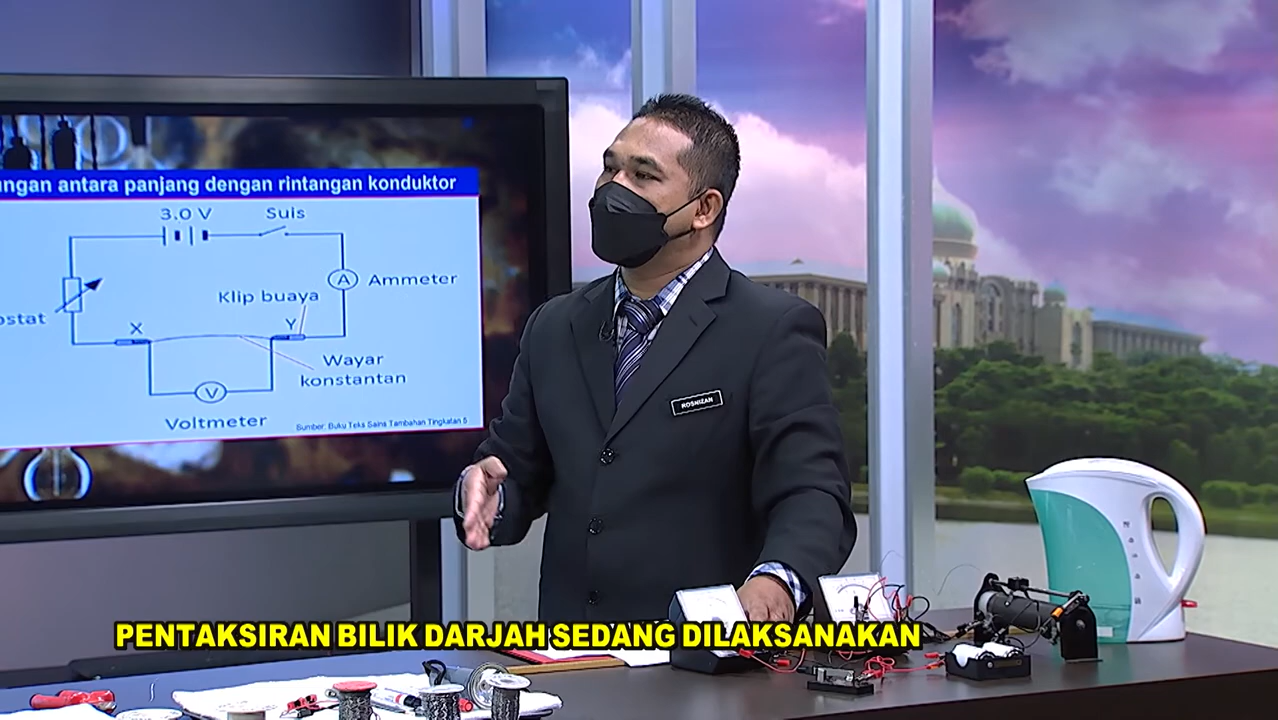 ungan antara panjang dengan rintangan konduktor
3.0 V
Suis
A
Ammeter
Klip buaya
ostat
X
Y
Wayar
konstantan
V
Voltmeter
Sumber: Buku Teks Sains Tambahan Tingkatan 5
ROSNIZAN
PENTAKSIRAN BILIK DARJAH SEDANG DILAKSANAKAN